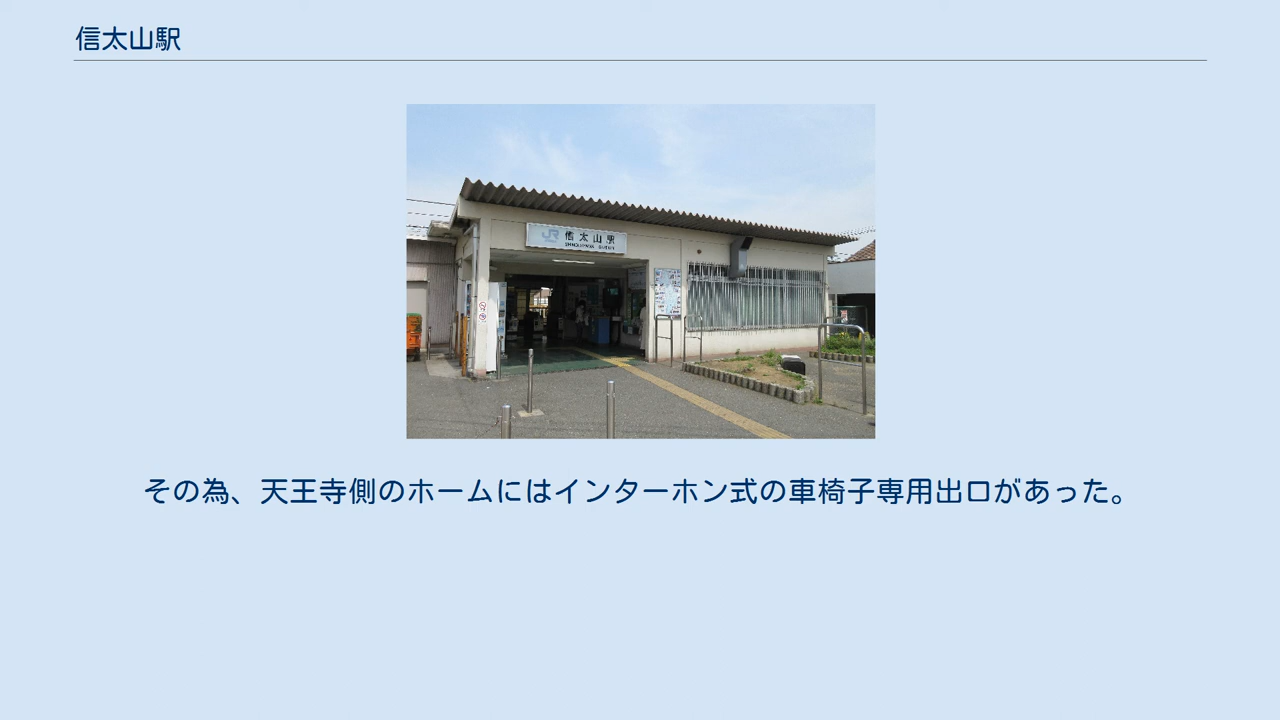 信太山駅
JR 信太山駅
その為、天王寺側のホームにはインターホン式の車椅子専用出口があった。